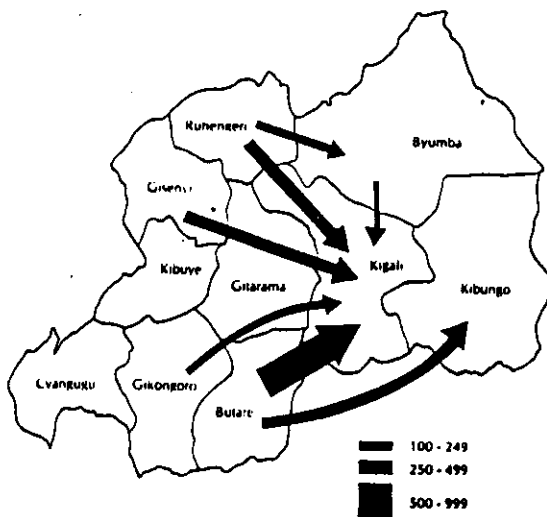 Ruhengeri
Byumba
Gisenyi
Kibuye
Gitarama
Kigali
Kibungo
Cyangugu
Gikongoro
Butare
100 - 249
250 - 499
500 - 999